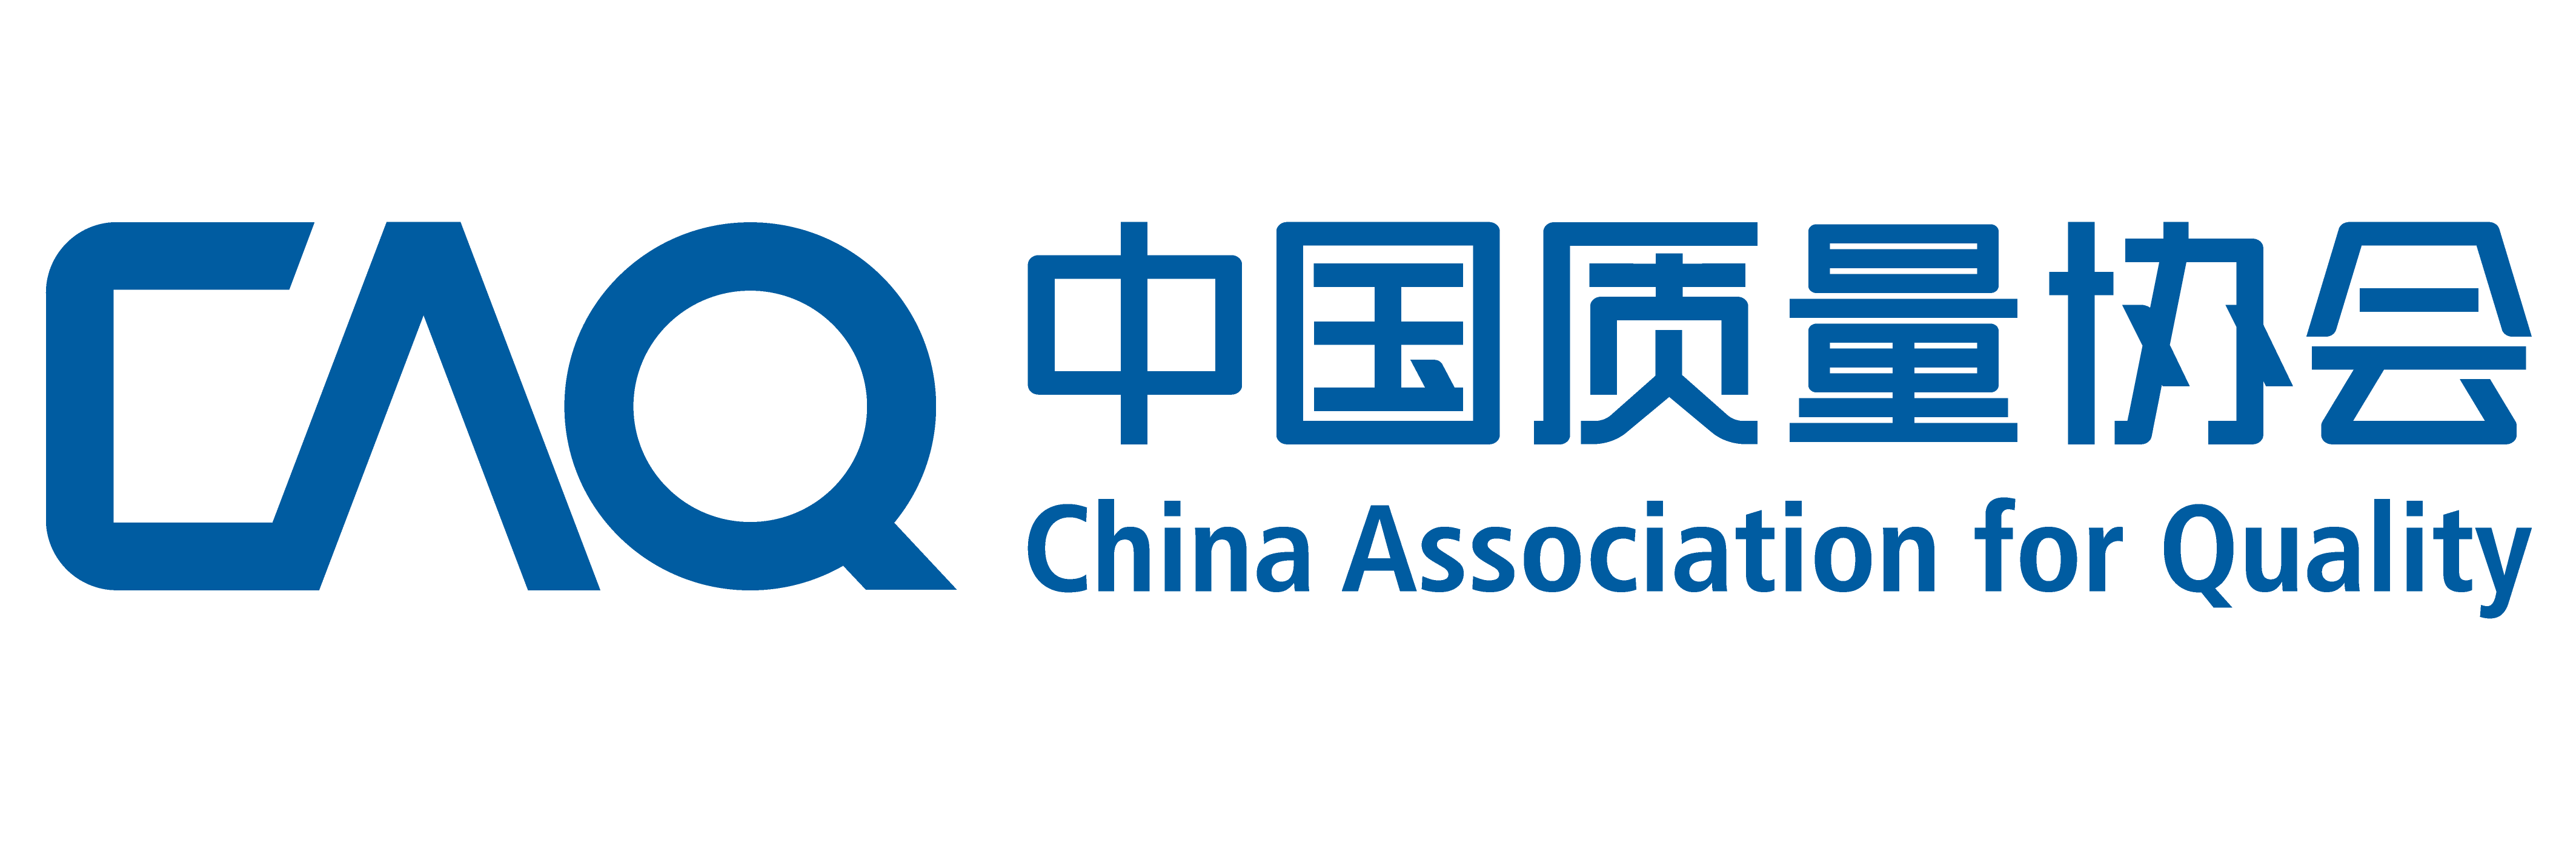 CAQ
中国质量协会
China Association for Quality